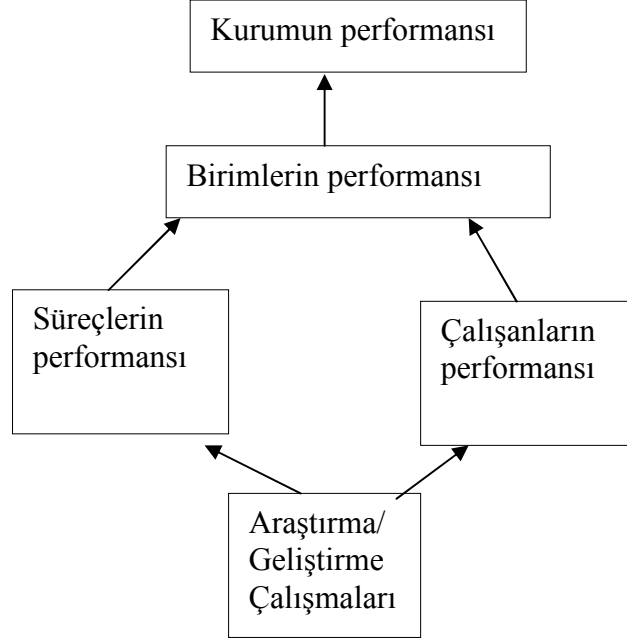 Kurumun performansı
Birimlerin performansı
Süreçlerin
performansı
Çalışanların
performansı
Araştırma/
Geliştirme
Çalışmaları